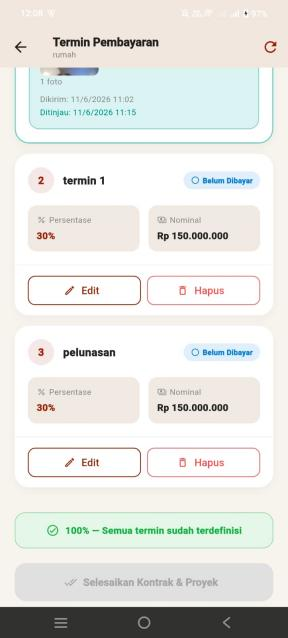 12:08
97%
Termin Pembayaran
rumah
1 foto
Dikirim: 11/6/2026 11:02
Ditinjau: 11/6/2026 11:15
2 termin 1 Belum Dibayar
Persentase Nominal
30% Rp 150.000.000
Edit Hapus
3 pelunasan Belum Dibayar
Persentase Nominal
30% Rp 150.000.000
Edit Hapus
100% — Semua termin sudah terdefinisi
Selesaikan Kontrak & Proyek